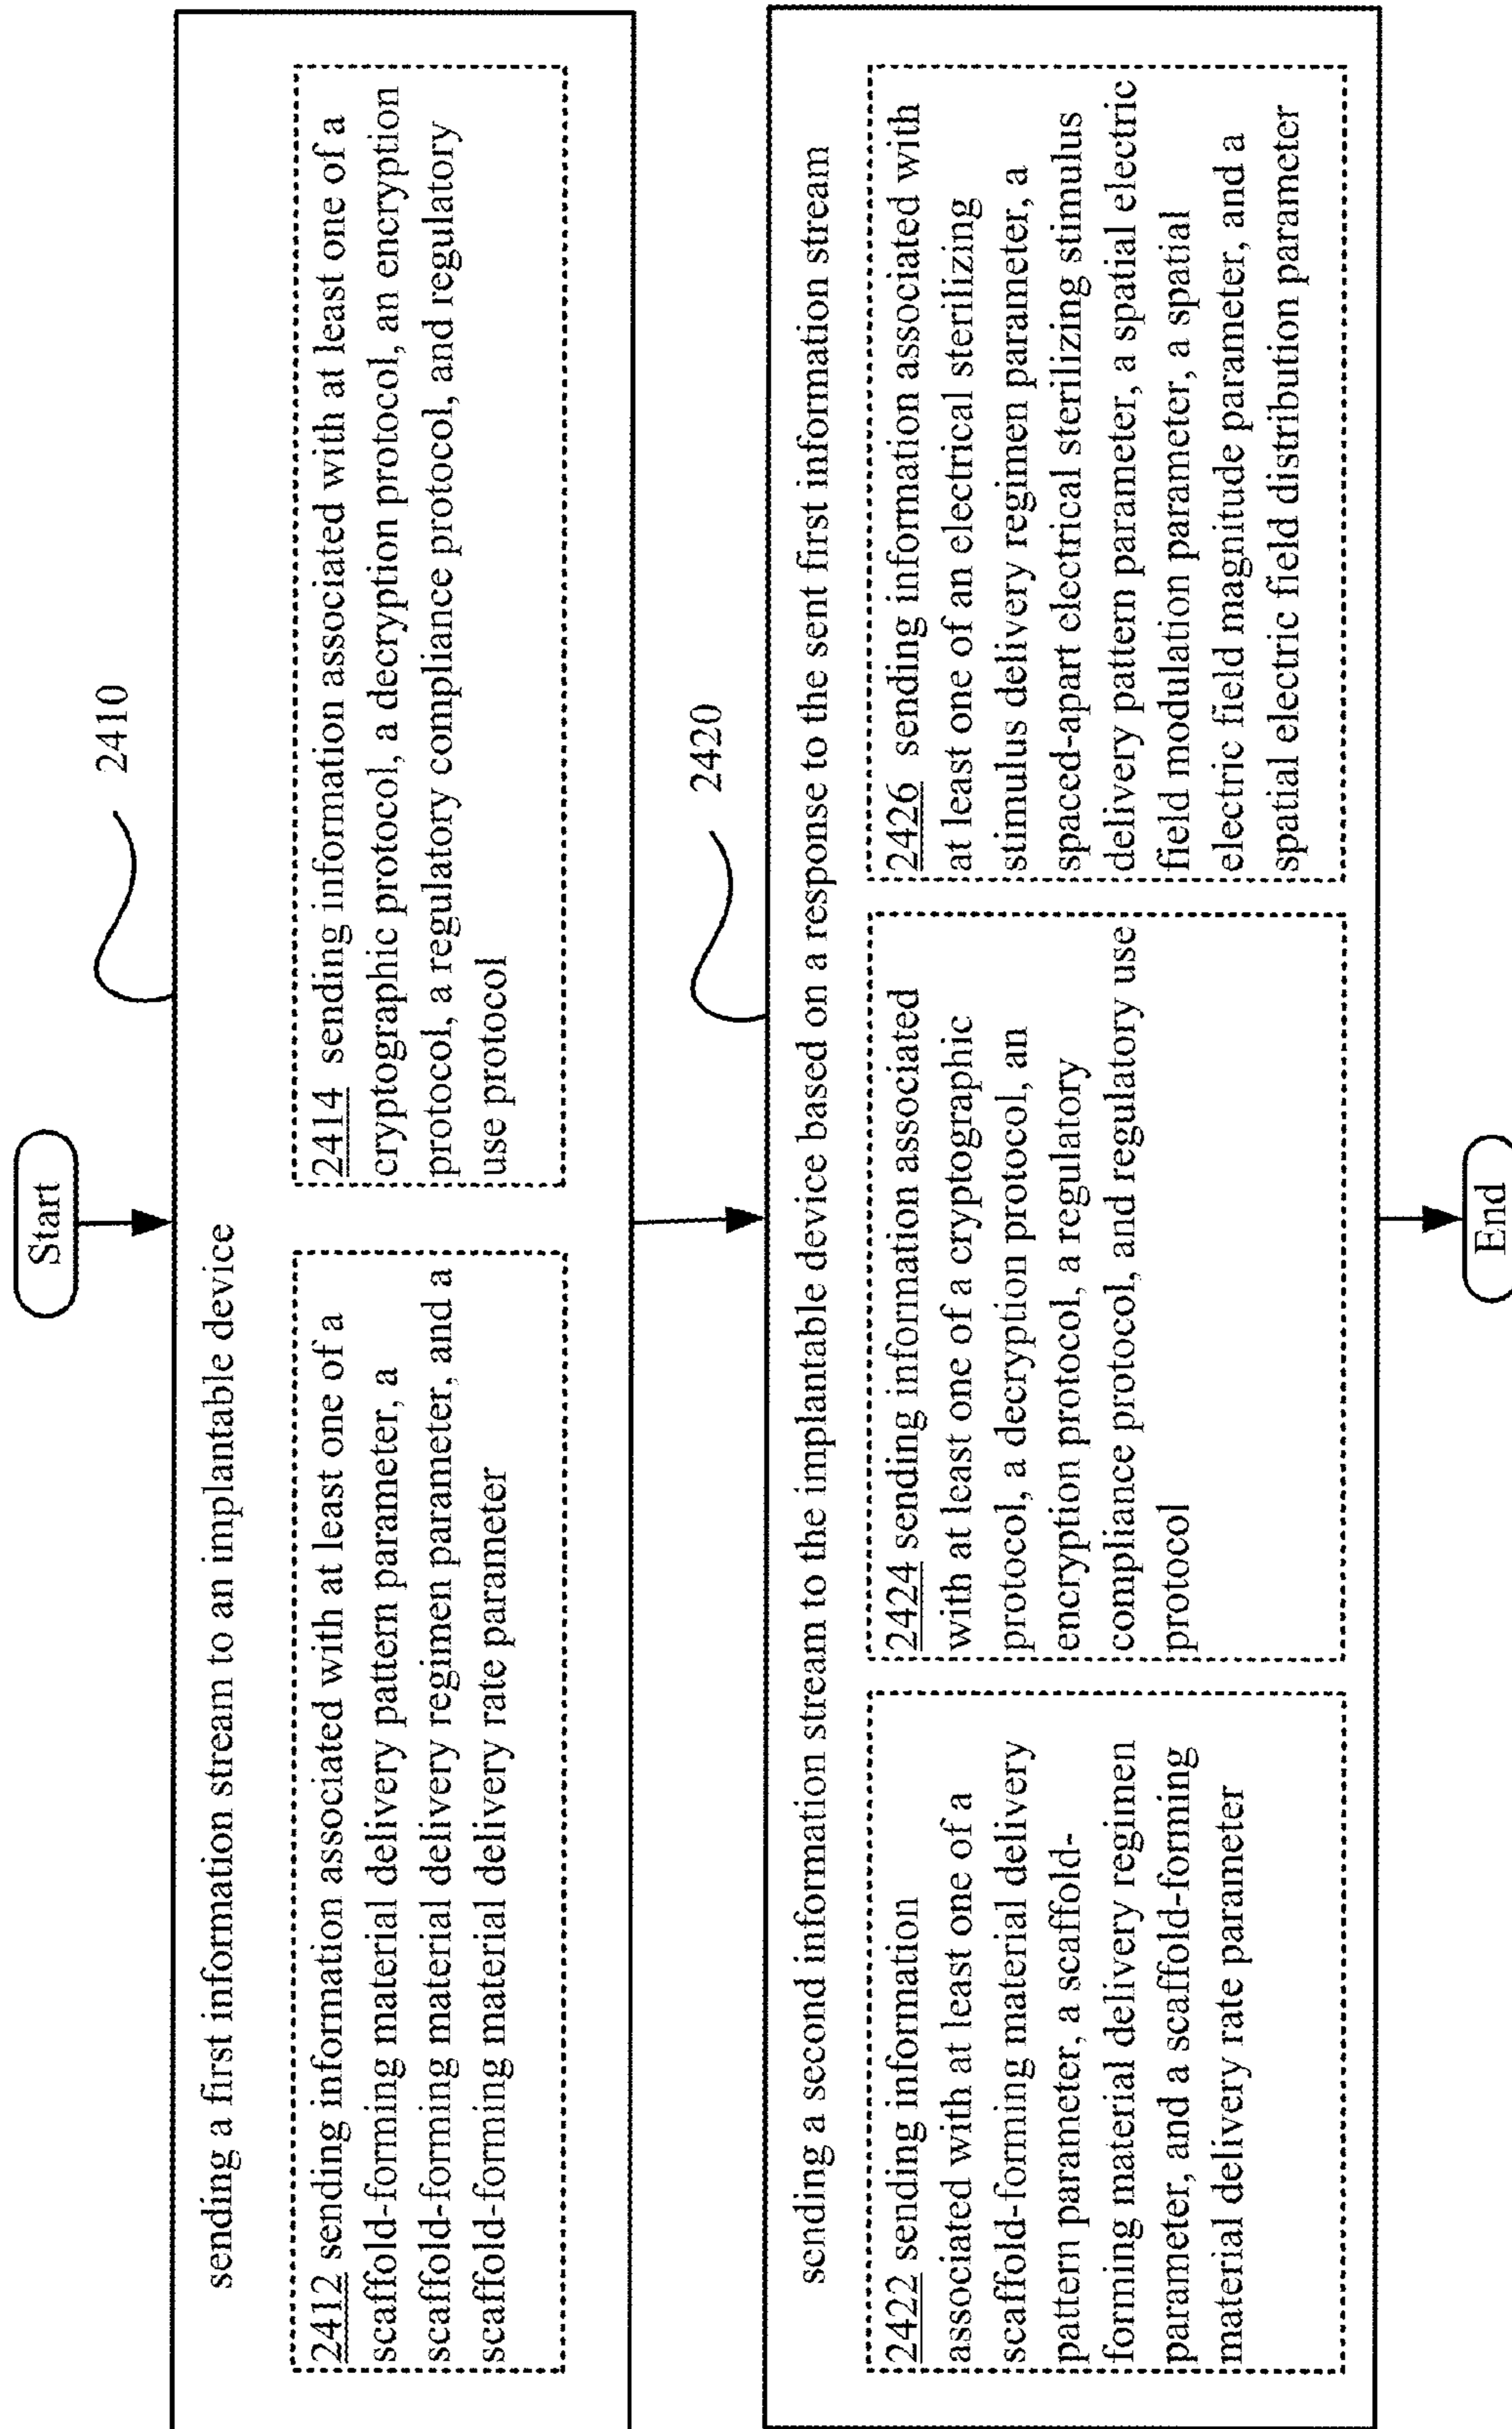 Start
2410
sending a first information stream to an implantable device
2412 sending information associated with at least one of a
scaffold-forming material delivery pattern parameter, a
scaffold-forming material delivery regimen parameter, and a
scaffold-forming material delivery rate parameter
2414 sending information associated with at least one of a
cryptographic protocol, a decryption protocol, an encryption
protocol, a regulatory compliance protocol, and regulatory
use protocol
2420
sending a second information stream to the implantable device based on a response to the sent first information stream
2422 sending information
associated with at least one of a
scaffold-forming material delivery
pattern parameter, a scaffold-
forming material delivery regimen
parameter, and a scaffold-forming
material delivery rate parameter
2424 sending information associated
with at least one of a cryptographic
protocol, a decryption protocol, an
encryption protocol, a regulatory
compliance protocol, and regulatory use
protocol
2426 sending information associated with
at least one of an electrical sterilizing
stimulus delivery regimen parameter, a
spaced-apart electrical sterilizing stimulus
delivery pattern parameter, a spatial electric
field modulation parameter, a spatial
electric field magnitude parameter, and a
spatial electric field distribution parameter
End